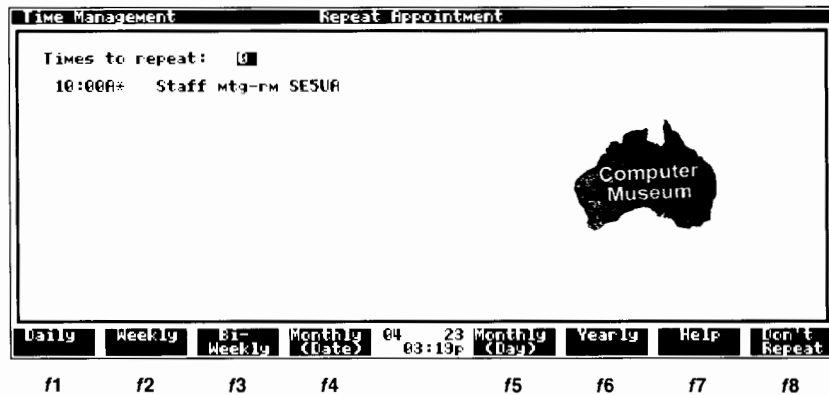 Time Management Repeat Appointment
Times to repeat: 0
10:00A* Staff mtg-rm SE5UA
Computer
Museum
Daily Weekly Bi-Weekly Monthly (Date) 04 23 03:19p Monthly (Day) Yearly Help Don't Repeat
f1 f2 f3 f4 f5 f6 f7 f8